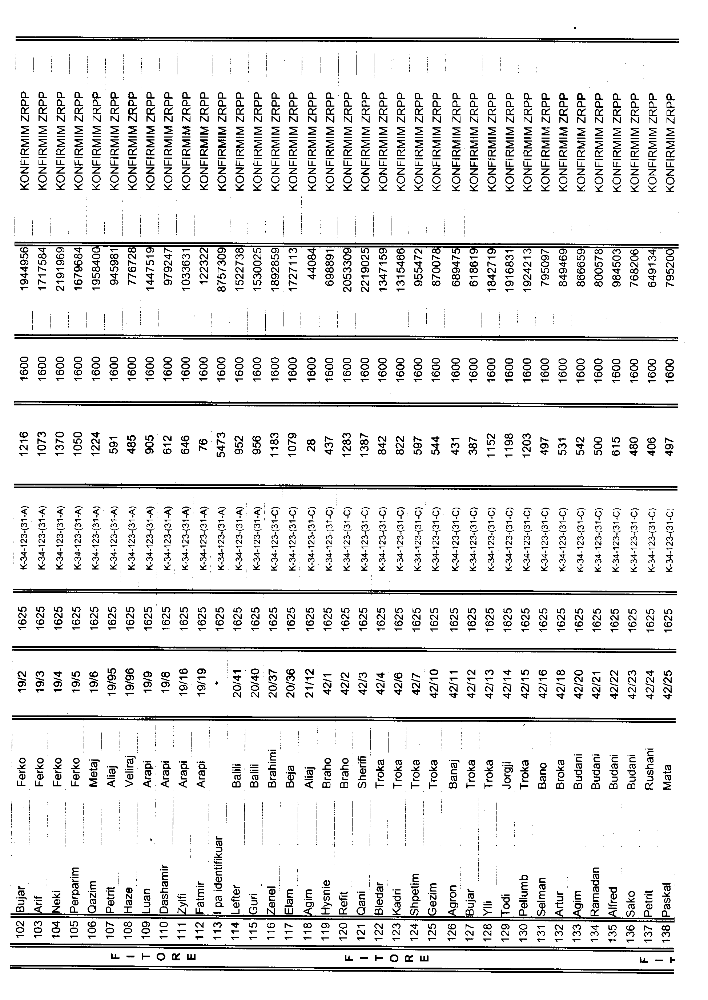 102 Bujar Ferko 19/2 1625 K-34-123-(31-A) 1216 1600 1944956 KONFIRMIM ZRPP
103 Arif Ferko 19/3 1625 K-34-123-(31-A) 1073 1600 1717584 KONFIRMIM ZRPP
104 Neki Ferko 19/4 1625 K-34-123-(31-A) 1370 1600 2191969 KONFIRMIM ZRPP
105 Perparim Ferko 19/5 1625 K-34-123-(31-A) 1050 1600 1679684 KONFIRMIM ZRPP
106 Qazim Metaj 19/6 1625 K-34-123-(31-A) 1224 1600 1958400 KONFIRMIM ZRPP
107 Petrit Aliaj 19/95 1625 K-34-123-(31-A) 591 1600 945981 KONFIRMIM ZRPP
108 Haze Veliraj 19/96 1625 K-34-123-(31-A) 485 1600 776728 KONFIRMIM ZRPP
109 Luan Arapi 19/9 1625 K-34-123-(31-A) 905 1600 1447519 KONFIRMIM ZRPP
110 Dashamir Arapi 19/8 1625 K-34-123-(31-A) 612 1600 979247 KONFIRMIM ZRPP
111 Zylfi Arapi 19/16 1625 K-34-123-(31-A) 646 1600 1033631 KONFIRMIM ZRPP
112 Fatmir Arapi 19/19 1625 K-34-123-(31-A) 76 1600 122322 KONFIRMIM ZRPP
113 I pa identifikuar * 1625 K-34-123-(31-A) 5473 1600 8757309 KONFIRMIM ZRPP
114 Lefter Balili 20/41 1625 K-34-123-(31-A) 952 1600 1522738 KONFIRMIM ZRPP
115 Guri Balili 20/40 1625 K-34-123-(31-A) 956 1600 1530025 KONFIRMIM ZRPP
116 Zenel Brahimi 20/37 1625 K-34-123-(31-C) 1183 1600 1892859 KONFIRMIM ZRPP
117 Elam Beja 20/36 1625 K-34-123-(31-C) 1079 1600 1727113 KONFIRMIM ZRPP
118 Agim Aliaj 21/12 1625 K-34-123-(31-C) 28 1600 44084 KONFIRMIM ZRPP
119 Hysnie Braho 42/1 1625 K-34-123-(31-C) 437 1600 698891 KONFIRMIM ZRPP
120 Refit Braho 42/2 1625 K-34-123-(31-C) 1283 1600 2053309 KONFIRMIM ZRPP
121 Qani Sherifi 42/3 1625 K-34-123-(31-C) 1387 1600 2219025 KONFIRMIM ZRPP
122 Bledar Troka 42/4 1625 K-34-123-(31-C) 842 1600 1347159 KONFIRMIM ZRPP
123 Kadri Troka 42/6 1625 K-34-123-(31-C) 822 1600 1315466 KONFIRMIM ZRPP
124 Shpetim Troka 42/7 1625 K-34-123-(31-C) 597 1600 955472 KONFIRMIM ZRPP
125 Gezim Troka 42/10 1625 K-34-123-(31-C) 544 1600 870078 KONFIRMIM ZRPP
126 Agron Banaj 42/11 1625 K-34-123-(31-C) 431 1600 689475 KONFIRMIM ZRPP
127 Bujar Troka 42/12 1625 K-34-123-(31-C) 387 1600 618619 KONFIRMIM ZRPP
128 Ylli Troka 42/13 1625 K-34-123-(31-C) 1152 1600 1842719 KONFIRMIM ZRPP
129 Todi Jorgji 42/14 1625 K-34-123-(31-C) 1198 1600 1916831 KONFIRMIM ZRPP
130 Pellumb Troka 42/15 1625 K-34-123-(31-C) 1203 1600 1924213 KONFIRMIM ZRPP
131 Selman Bano 42/16 1625 K-34-123-(31-C) 497 1600 795097 KONFIRMIM ZRPP
132 Artur Broka 42/18 1625 K-34-123-(31-C) 531 1600 849469 KONFIRMIM ZRPP
133 Agim Budani 42/20 1625 K-34-123-(31-C) 542 1600 866659 KONFIRMIM ZRPP
134 Ramadan Budani 42/21 1625 K-34-123-(31-C) 500 1600 800578 KONFIRMIM ZRPP
135 Alfred Budani 42/22 1625 K-34-123-(31-C) 615 1600 984503 KONFIRMIM ZRPP
136 Sako Budani 42/23 1625 K-34-123-(31-C) 480 1600 768206 KONFIRMIM ZRPP
137 Petrit Rushani 42/24 1625 K-34-123-(31-C) 406 1600 649134 KONFIRMIM ZRPP
138 Paskal Mata 42/25 1625 K-34-123-(31-C) 497 1600 795200 KONFIRMIM ZRPP
FITORE
FITORE
FIT